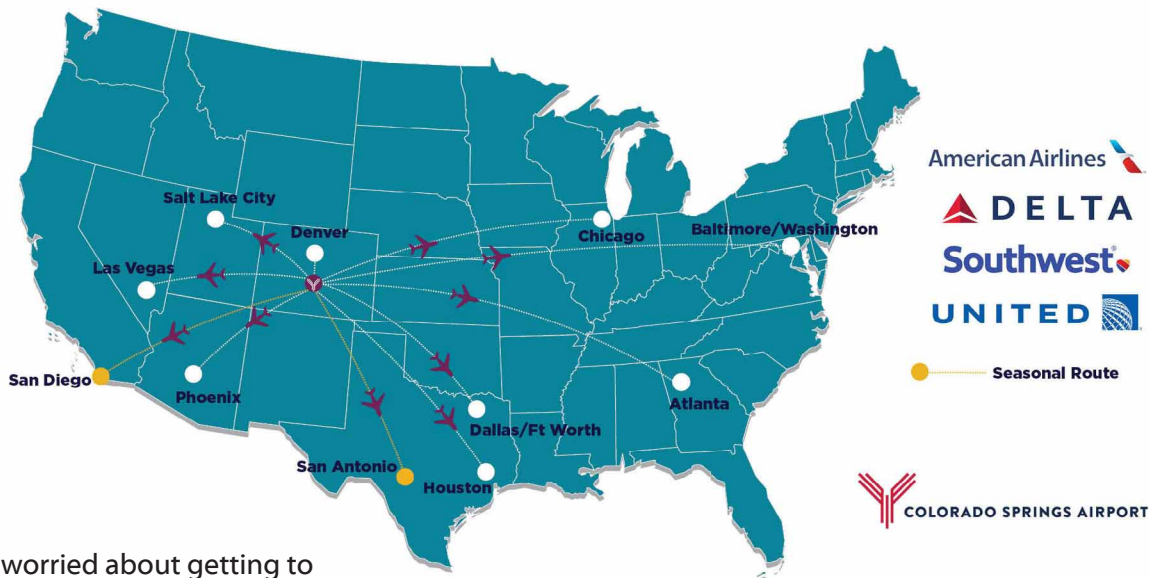 Salt Lake City
Denver
Las Vegas
San Diego
Phoenix
San Antonio
Houston
Dallas/Ft Worth
Chicago
Baltimore/Washington
Atlanta
American Airlines
DELTA
Southwest
UNITED
Seasonal Route
COLORADO SPRINGS AIRPORT
worried about getting to